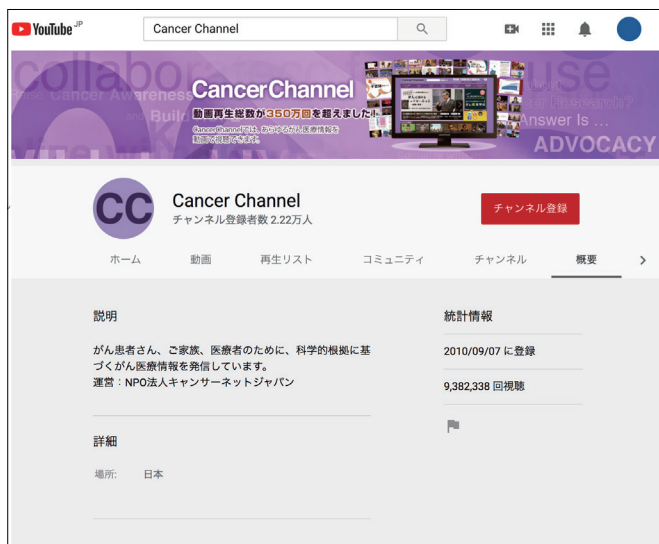 YouTube JP
Cancer Channel
collabor
Raise Cancer Awareness
and Build
CancerChannel
動画再生総数が350万回を超えました!
CancerChannelでは、あらゆるがん医療情報を
動画で視聴できます。
use
Answer Is ...
ADVOCACY
CC
Cancer Channel
チャンネル登録者数 2.22万人
チャンネル登録
ホーム 動画 再生リスト コミュニティ チャンネル 概要
説明
がん患者さん、ご家族、医療者のために、科学的根拠に基
づくがん医療情報を発信しています。
運営：NPO法人キャンサーネットジャパン
詳細
場所: 日本
統計情報
2010/09/07 に登録
9,382,338 回視聴